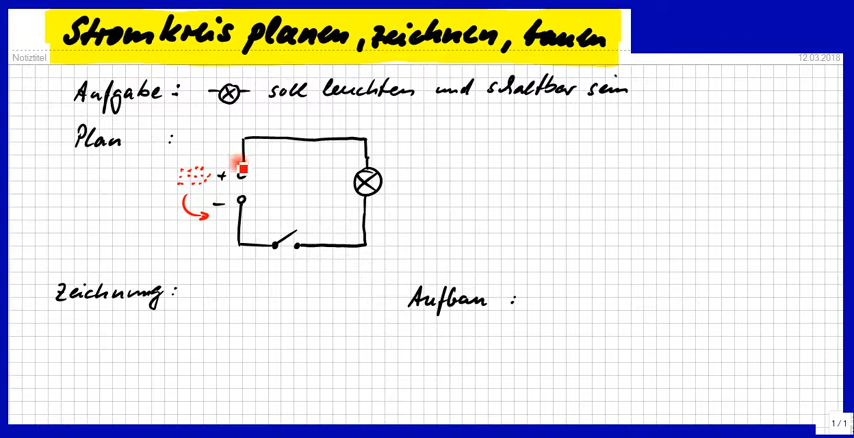 Stromkreis planen, zeichnen, bauen
Notiztitel 12.03.2018
Aufgabe: soll leuchten und schaltbar sein
Plan :
+
-
Zeichnung: Aufbau :
1 / 1